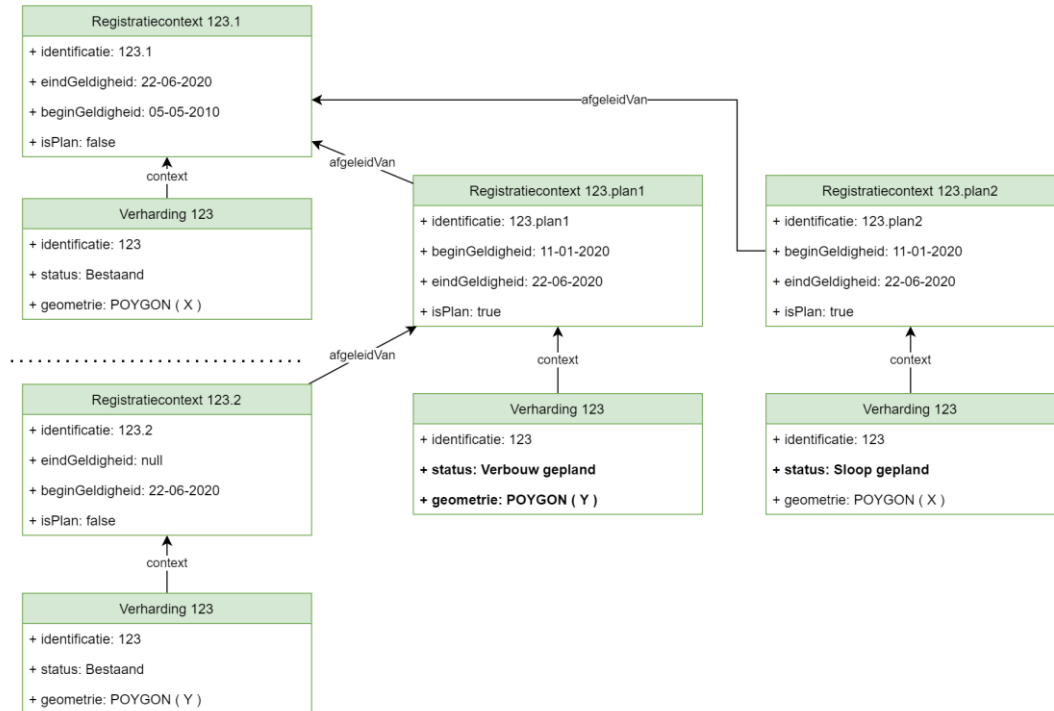 Registratiecontext 123.1
+ identificatie: 123.1
+ eindGeldigheid: 22-06-2020
+ beginGeldigheid: 05-05-2010
+ isPlan: false
context
Verharding 123
+ identificatie: 123
+ status: Bestaand
+ geometrie: POYGON ( X )
afgeleidVan
afgeleidVan
Registratiecontext 123.plan1
+ identificatie: 123.plan1
+ beginGeldigheid: 11-01-2020
+ eindGeldigheid: 22-06-2020
+ isPlan: true
context
Verharding 123
+ identificatie: 123
+ status: Verbouw gepland
+ geometrie: POYGON ( Y )
Registratiecontext 123.plan2
+ identificatie: 123.plan2
+ beginGeldigheid: 11-01-2020
+ eindGeldigheid: 22-06-2020
+ isPlan: true
context
Verharding 123
+ identificatie: 123
+ status: Sloop gepland
+ geometrie: POYGON ( X )
afgeleidVan
Registratiecontext 123.2
+ identificatie: 123.2
+ eindGeldigheid: null
+ beginGeldigheid: 22-06-2020
+ isPlan: false
context
Verharding 123
+ identificatie: 123
+ status: Bestaand
+ geometrie: POYGON ( Y )